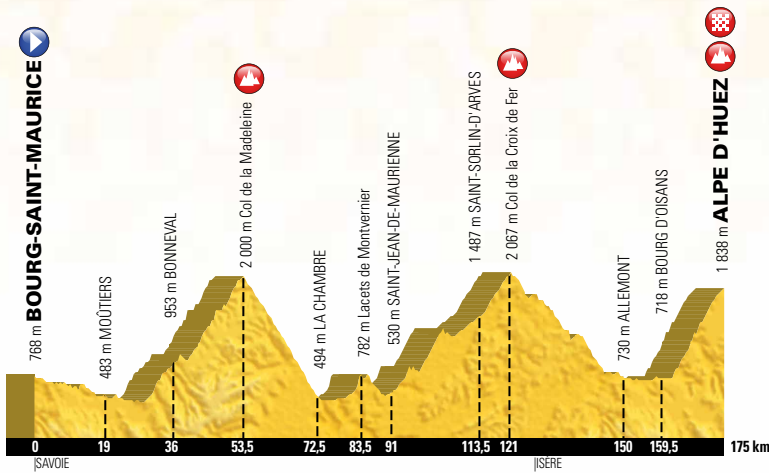 768 m BOURG-SAINT-MAURICE
483 m MOÛTIERS
953 m BONNEVAL
2 000 m Col de la Madeleine
494 m LA CHAMBRE
782 m Lacets de Montvernier
530 m SAINT-JEAN-DE-MAURIENNE
1 487 m SAINT-SORLIN-D'ARVES
2 067 m Col de la Croix de Fer
730 m ALLEMONT
718 m BOURG D'OISANS
1 838 m ALPE D'HUEZ
0 19 36 53,5 72,5 83,5 91 113,5 121 150 159,5 175 km
SAVOIE ISÈRE